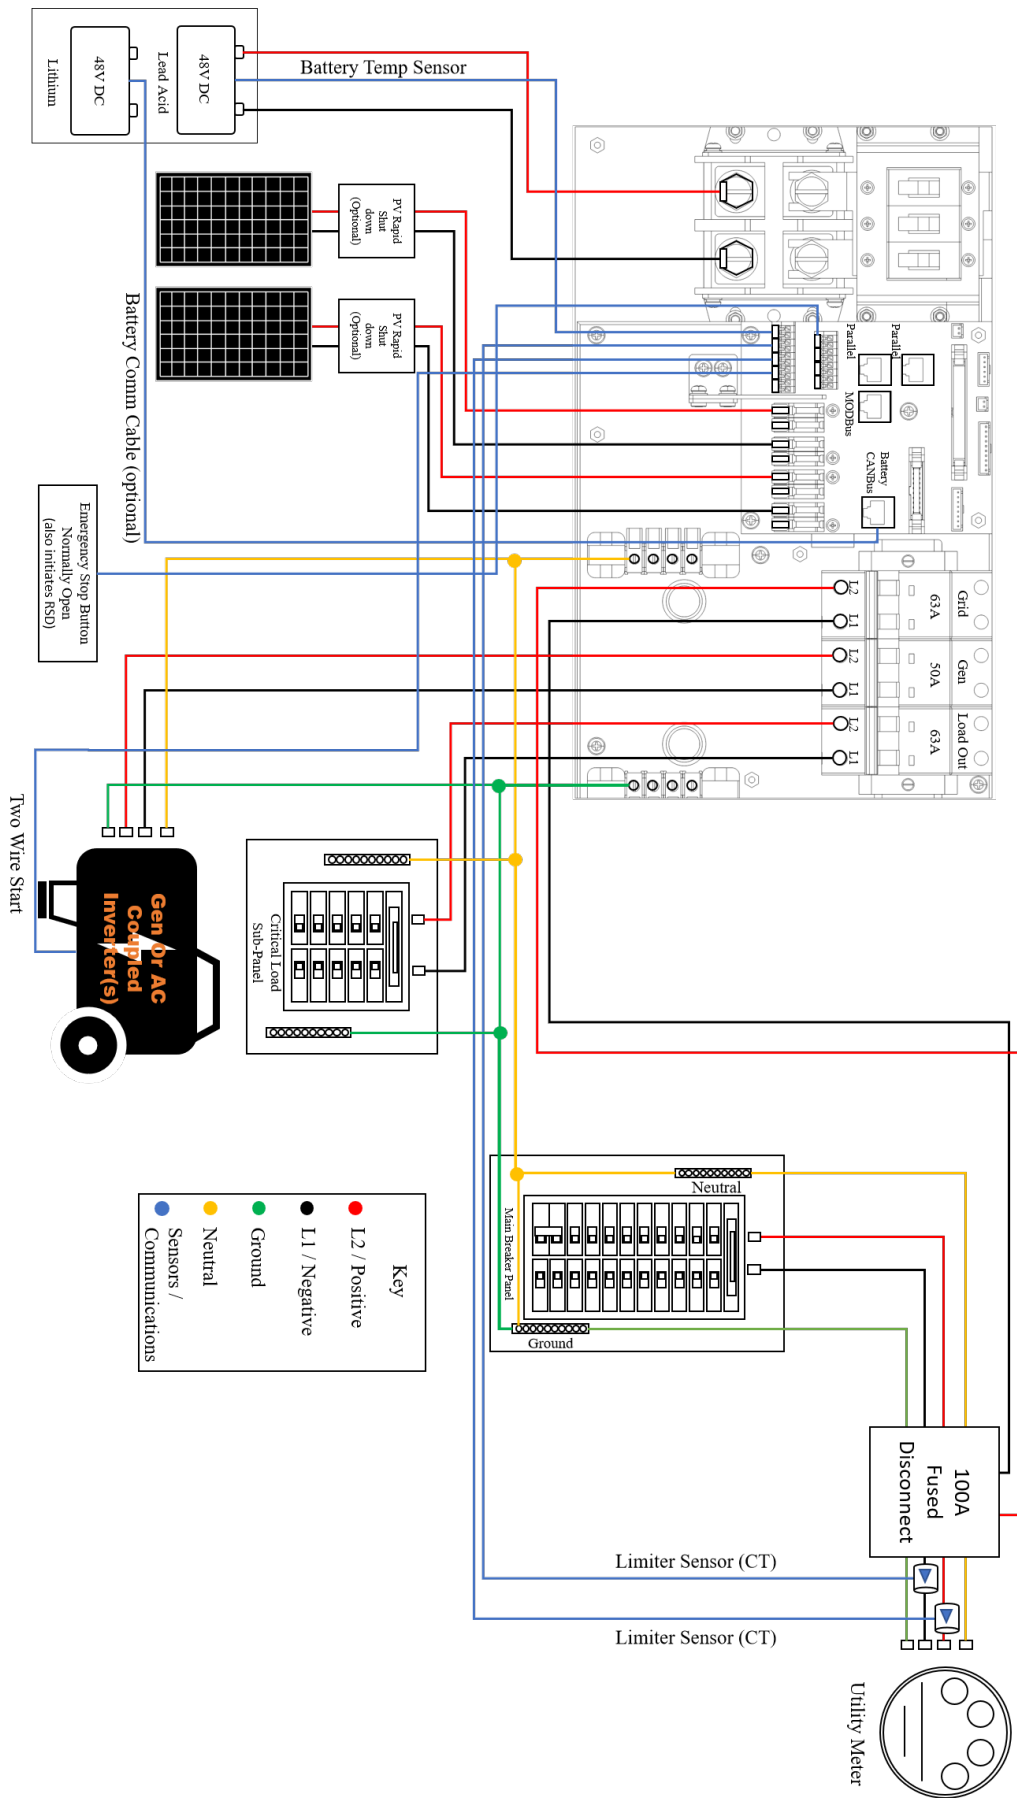 Battery Temp Sensor
48V DC
Lead Acid
48V DC
Lithium
PV Rapid
Shut
down
(Optional)
PV Rapid
Shut
down
(Optional)
Battery Comm Cable (optional)
Parallel
Parallel
MODBus
Battery
CANBus
Emergency Stop Button
Normally Open
(also initiates RSD)
Grid
63A
L2
L1
Gen
50A
L2
L1
Load Out
63A
L2
L1
Two Wire Start
Gen Or AC
Coupled
Inverter(s)
Critical Load
Sub-Panel
Neutral
Main Breaker Panel
Ground
Key
L2 / Positive
L1 / Negative
Ground
Neutral
Sensors /
Communications
100A
Fused
Disconnect
Limiter Sensor (CT)
Limiter Sensor (CT)
Utility Meter